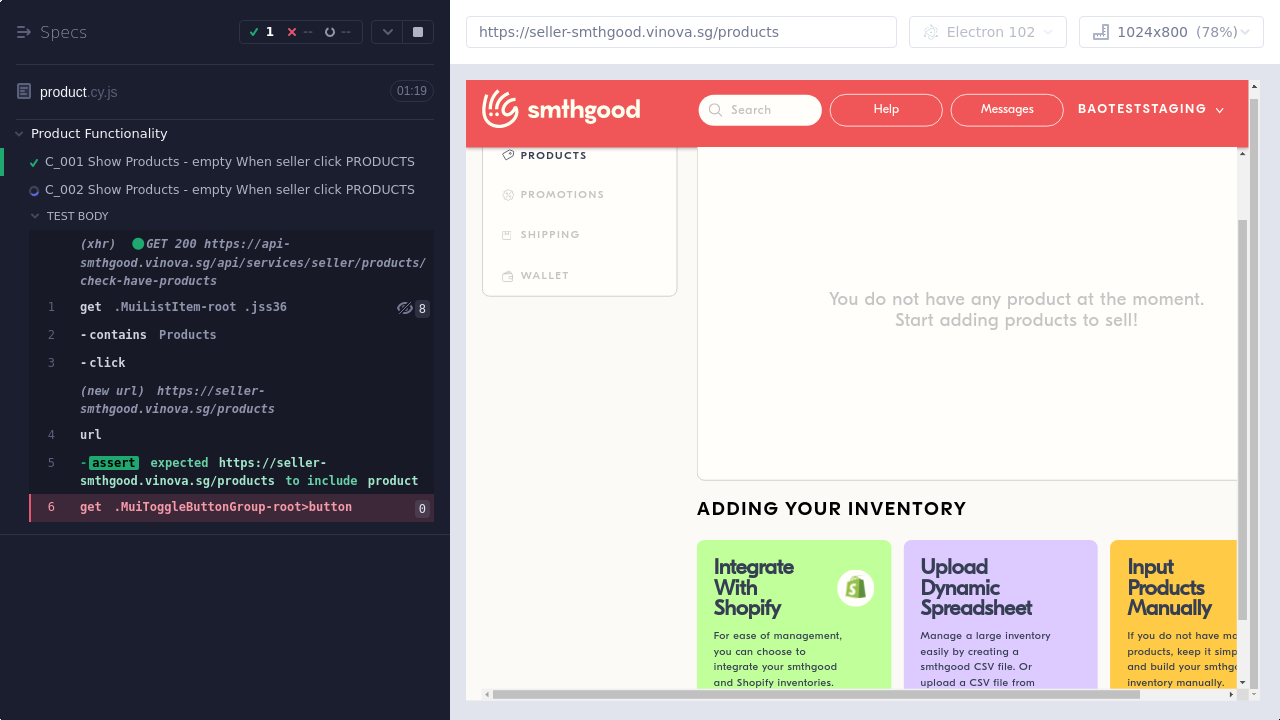 Specs
1
--
--
https://seller-smthgood.vinova.sg/products
Electron 102
1024x800 (78%)
product.cy.js
01:19
Product Functionality
C_001 Show Products - empty When seller click PRODUCTS
C_002 Show Products - empty When seller click PRODUCTS
TEST BODY
(xhr) GET 200 https://api-
smthgood.vinova.sg/api/services/seller/products/
check-have-products
1 get .MuiListItem-root .jss36 8
2 -contains Products
3 -click
(new url) https://seller-
smthgood.vinova.sg/products
4 url
5 -assert expected https://seller-
smthgood.vinova.sg/products to include product
6 get .MuiToggleButtonGroup-root>button 0
smthgood
Search
Help
Messages
BAOTESTSTAGING
PRODUCTS
PROMOTIONS
SHIPPING
WALLET
You do not have any product at the moment.
Start adding products to sell!
ADDING YOUR INVENTORY
Integrate
With
Shopify
For ease of management,
you can choose to
integrate your smthgood
and Shopify inventories.
Upload
Dynamic
Spreadsheet
Manage a large inventory
easily by creating a
smthgood CSV file. Or
upload a CSV file from
Input
Products
Manually
If you do not have ma
products, keep it simp
and build your smthgo
inventory manually.